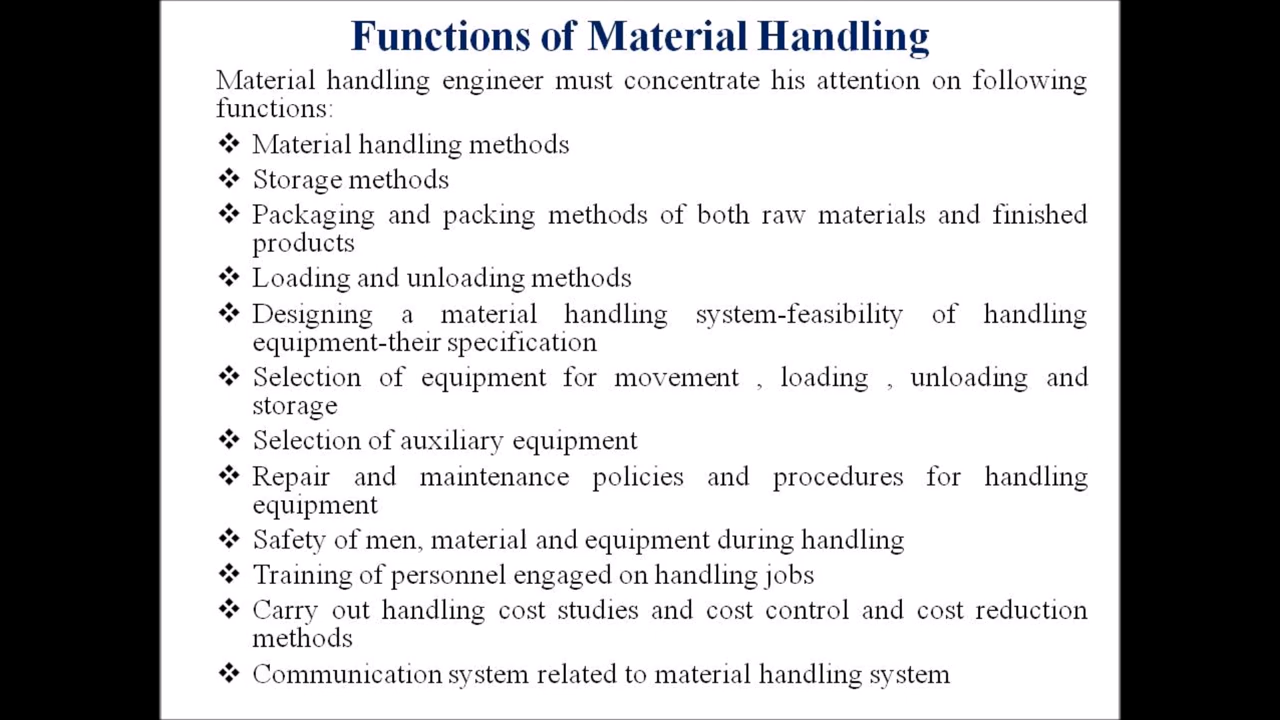 Functions of Material Handling
Material handling engineer must concentrate his attention on following
functions:
❖ Material handling methods
❖ Storage methods
❖ Packaging and packing methods of both raw materials and finished
products
❖ Loading and unloading methods
❖ Designing a material handling system-feasibility of handling
equipment-their specification
❖ Selection of equipment for movement , loading , unloading and
storage
❖ Selection of auxiliary equipment
❖ Repair and maintenance policies and procedures for handling
equipment
❖ Safety of men, material and equipment during handling
❖ Training of personnel engaged on handling jobs
❖ Carry out handling cost studies and cost control and cost reduction
methods
❖ Communication system related to material handling system